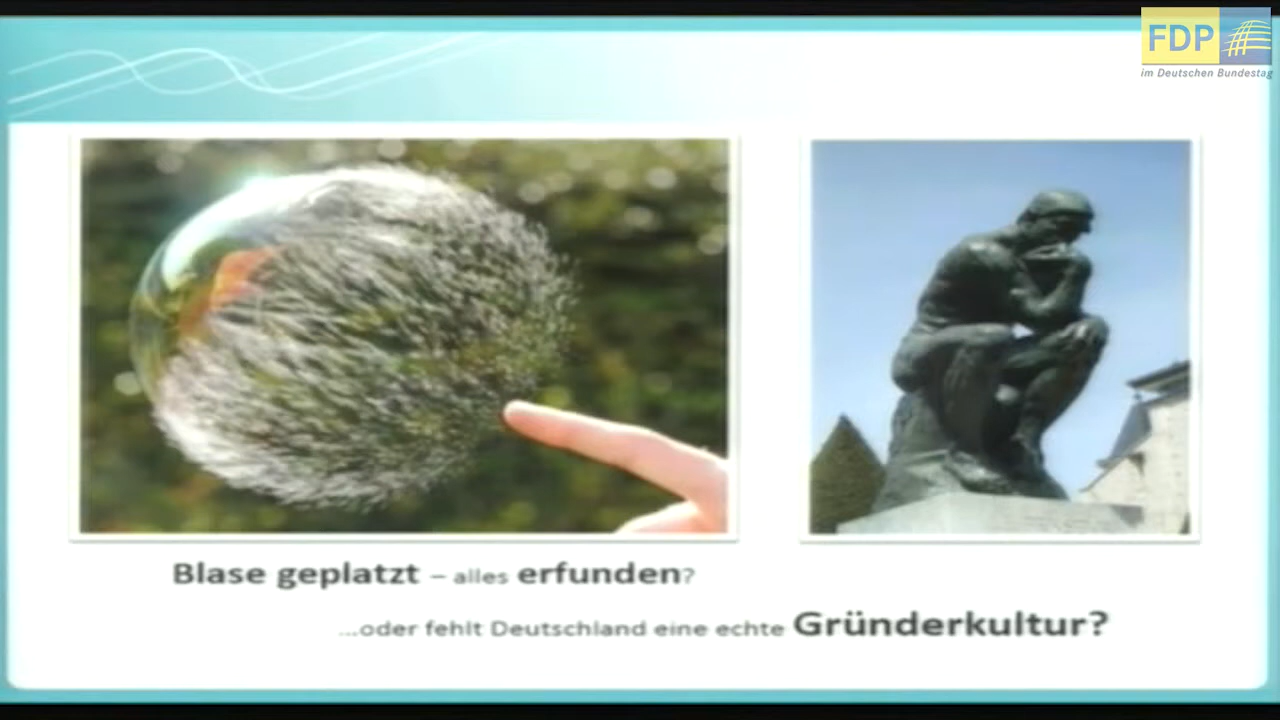 FDP
im Deutschen Bundestag
Blase geplatzt – alles erfunden?
...oder fehlt Deutschland eine echte Gründerkultur?